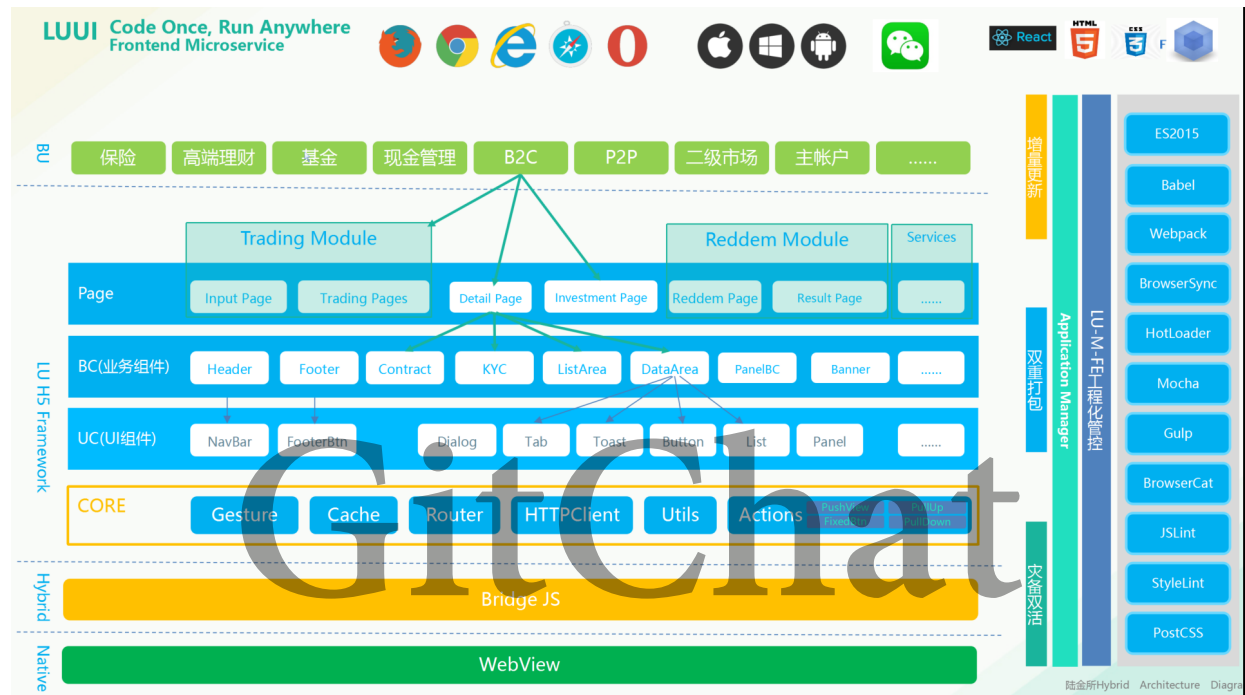 LUUI
Code Once, Run Anywhere
Frontend Microservice
React
HTML
5
CSS
3
F
BU
保险
高端理财
基金
现金管理
B2C
P2P
二级市场
主帐户
......
LU H5 Framework
Trading Module
Reddem Module
Services
Page
Input Page
Trading Pages
Detail Page
Investment Page
Reddem Page
Result Page
......
BC(业务组件)
Header
Footer
Contract
KYC
ListArea
DataArea
PanelBC
Banner
......
UC(UI组件)
NavBar
FooterBtn
Dialog
Tab
Toast
Button
List
Panel
......
CORE
Gesture
Cache
Router
HTTPClient
Utils
Actions
PushView
PullUp
FixedBtn
PullDown
GitChat
Hybrid
Bridge JS
Native
WebView
增量更新
双重打包
灾备双活
Application Manager
LU-M-FE工程化管控
ES2015
Babel
Webpack
BrowserSync
HotLoader
Mocha
Gulp
BrowserCat
JSLint
StyleLint
PostCSS
陆金所Hybrid Architecture Diagra